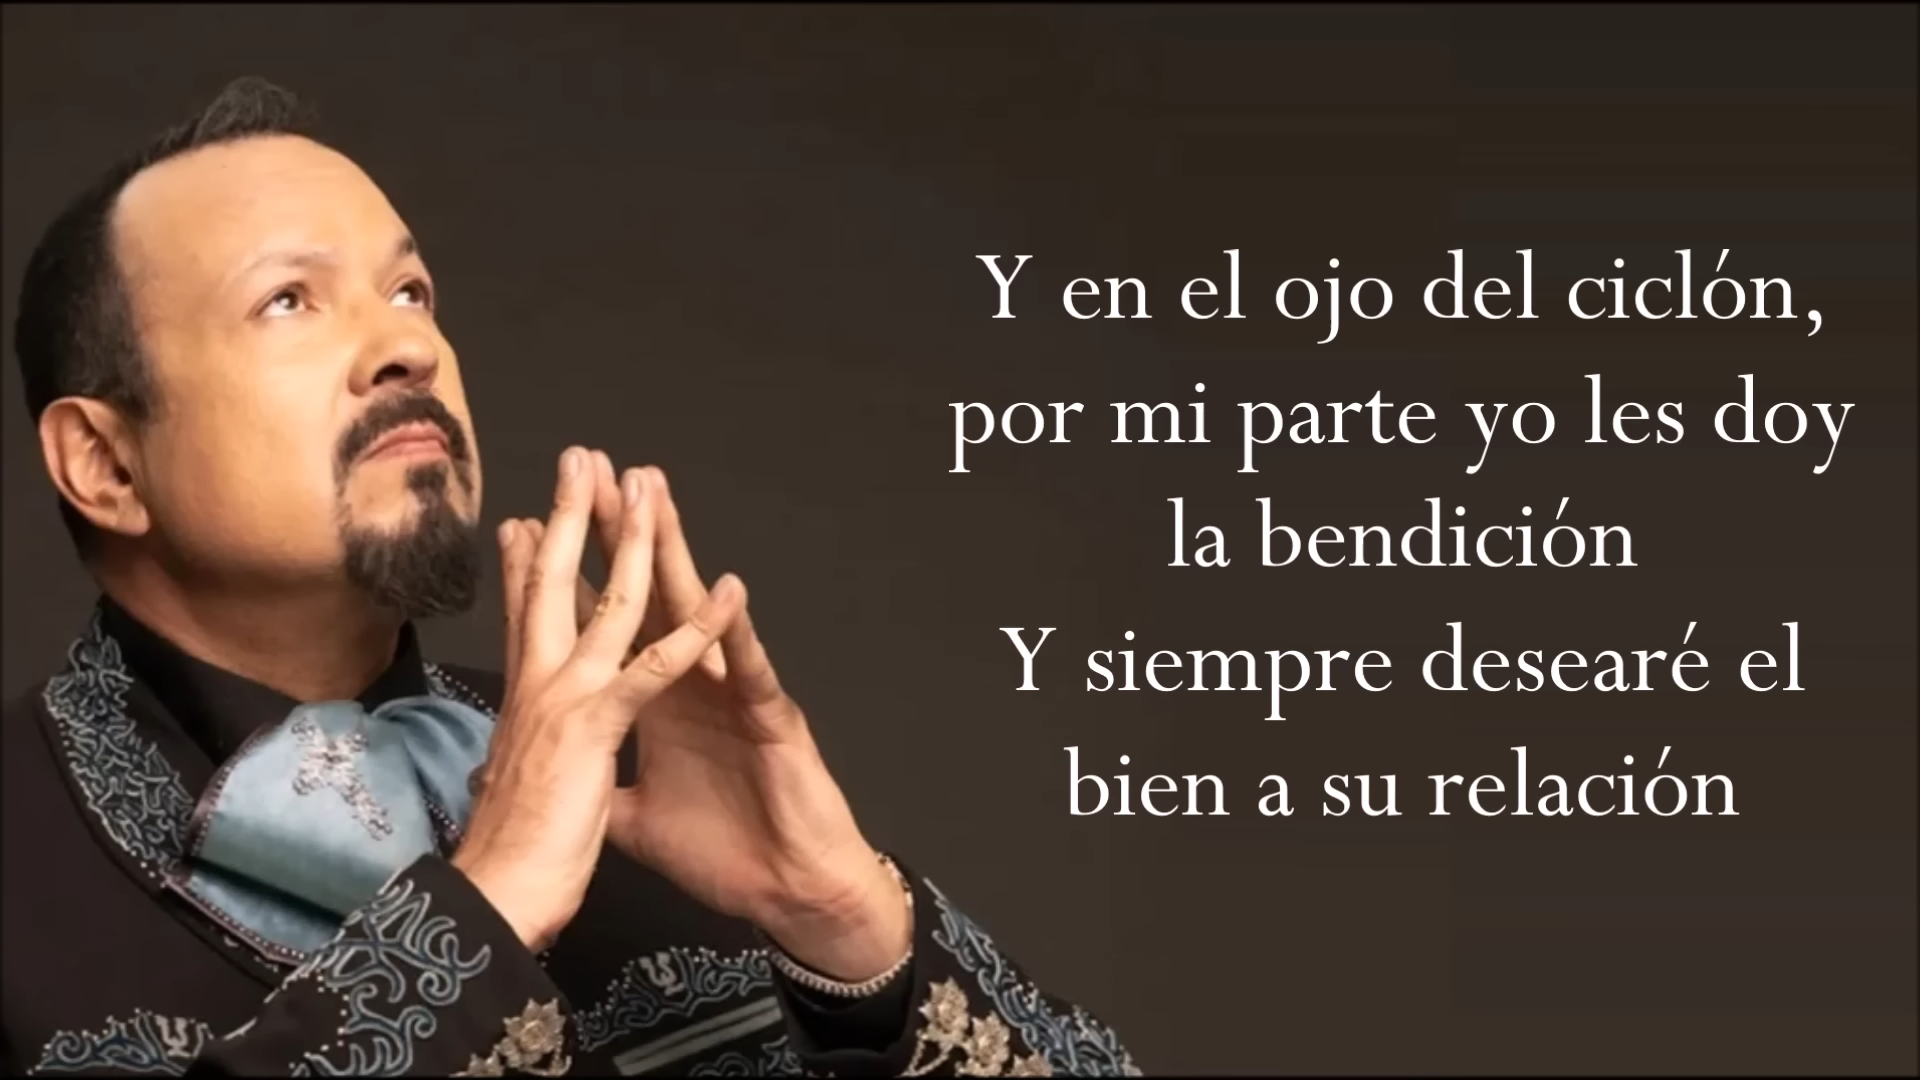 Y en el ojo del ciclón,
por mi parte yo les doy
la bendición
Y siempre desearé el
bien a su relación